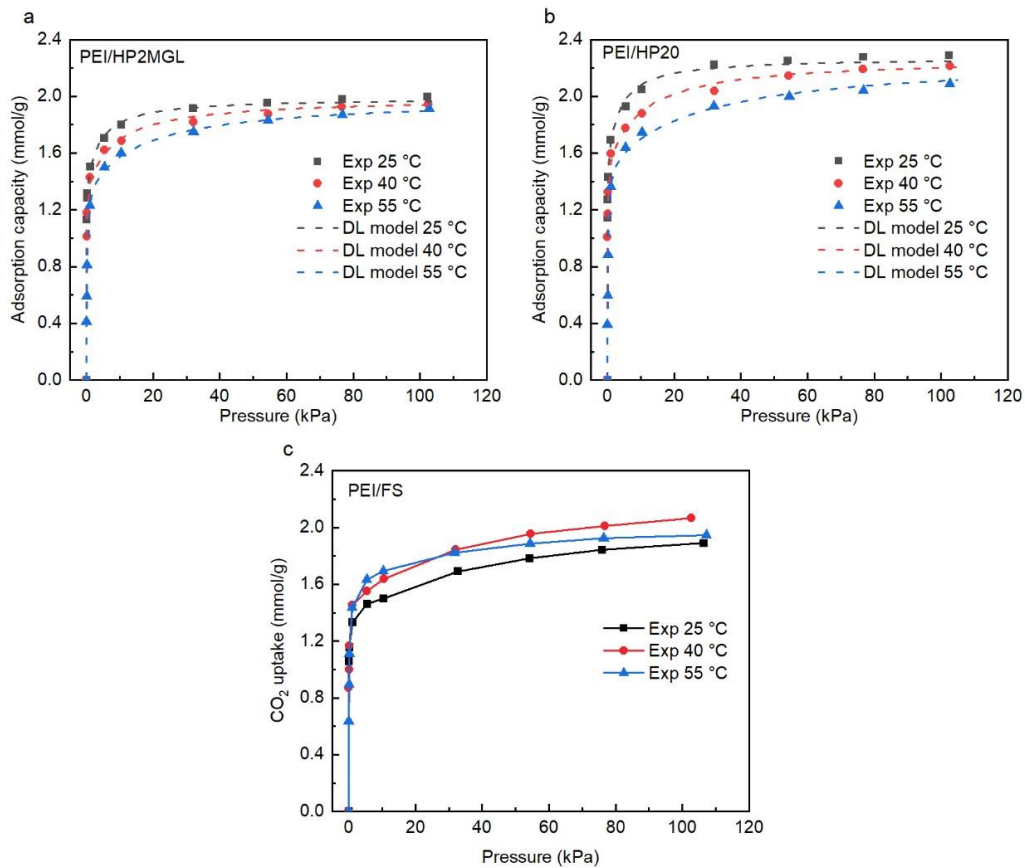 a
PEI/HP2MGL
2.4
2.0
1.6
1.2
0.8
0.4
0.0
Adsorption capacity (mmol/g)
Exp 25 °C
Exp 40 °C
Exp 55 °C
DL model 25 °C
DL model 40 °C
DL model 55 °C
0 20 40 60 80 100 120
Pressure (kPa)
b
PEI/HP20
2.4
2.0
1.6
1.2
0.8
0.4
0.0
Adsorption capacity (mmol/g)
Exp 25 °C
Exp 40 °C
Exp 55 °C
DL model 25 °C
DL model 40 °C
DL model 55 °C
0 20 40 60 80 100 120
Pressure (kPa)
c
PEI/FS
2.4
2.0
1.6
1.2
0.8
0.4
0.0
CO₂ uptake (mmol/g)
Exp 25 °C
Exp 40 °C
Exp 55 °C
0 20 40 60 80 100 120
Pressure (kPa)